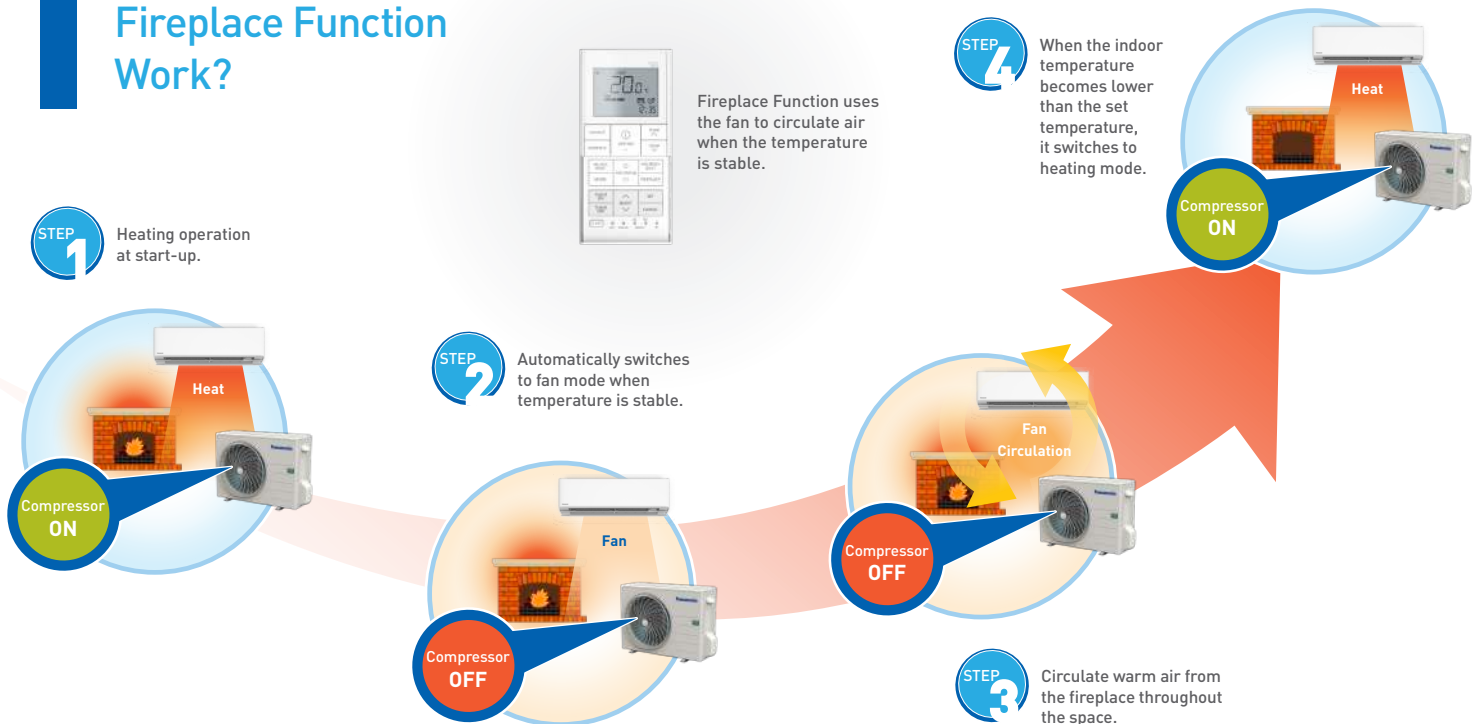 Fireplace Function
Work?
Fireplace Function uses
the fan to circulate air
when the temperature
is stable.
STEP 1
Heating operation
at start-up.
Heat
Compressor
ON
STEP 2
Automatically switches
to fan mode when
temperature is stable.
Fan
Panasonic
Compressor
OFF
STEP 3
Circulate warm air from
the fireplace throughout
the space.
Fan
Circulation
Compressor
OFF
STEP 4
When the indoor
temperature
becomes lower
than the set
temperature,
it switches to
heating mode.
Heat
Compressor
ON